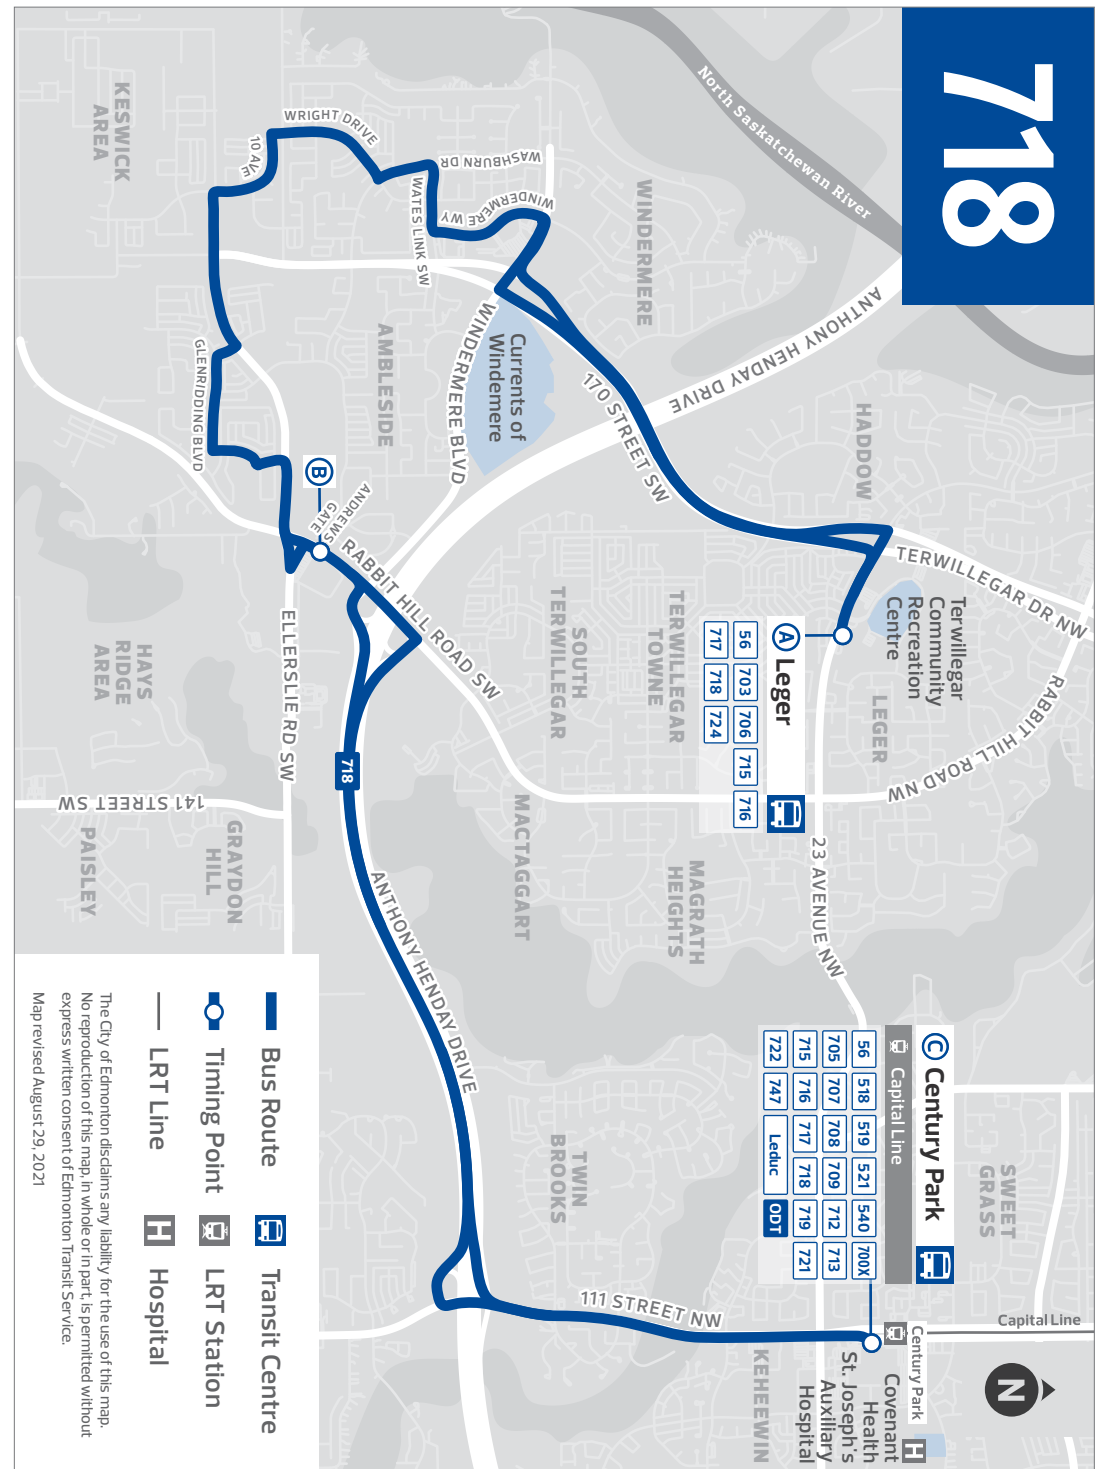 718
North Saskatchewan River
KESWICK
AREA
WRIGHT DRIVE
10 AVE
WASHBURN DR
WATES LINK SW
WINDERMERE WY
WINDERMERE
ANTHONY HENDAY DRIVE
170 STREET SW
Currents of
Windermere
WINDERMERE BLVD
AMBLESIDE
GLENRIDDING BLVD
HADDOW
TERWILLEGAR DR NW
Terwillegar
Community
Recreation
Centre
RABBIT HILL ROAD NW
LEGER
A Leger
56 703 706 715 716
717 718 724
TERWILLEGAR
TOWNE
SOUTH
TERWILLEGAR
B
ANDREWS
GATE
RABBIT HILL ROAD SW
ELLERSLIE RD SW
HAYS
RIDGE
AREA
718
141 STREET SW
PAISLEY
GRAYDON
HILL
MACTAGGART
MAGRATH
HEIGHTS
23 AVENUE NW
ANTHONY HENDAY DRIVE
C Century Park
Capital Line
56 518 519 521 540 700X
705 707 708 709 712 713
715 716 717 718 719 721
722 747 Leduc ODT
SWEET
GRASS
TWIN
BROOKS
111 STREET NW
Capital Line
Century Park
Covenant
Health
St. Joseph's
Auxiliary
Hospital
H
KEHEEWIN
N
Bus Route
Transit Centre
Timing Point
LRT Station
LRT Line
H Hospital
The City of Edmonton disclaims any liability for the use of this map.
No reproduction of this map, in whole or in part, is permitted without
express written consent of Edmonton Transit Service.
Map revised August 29, 2021